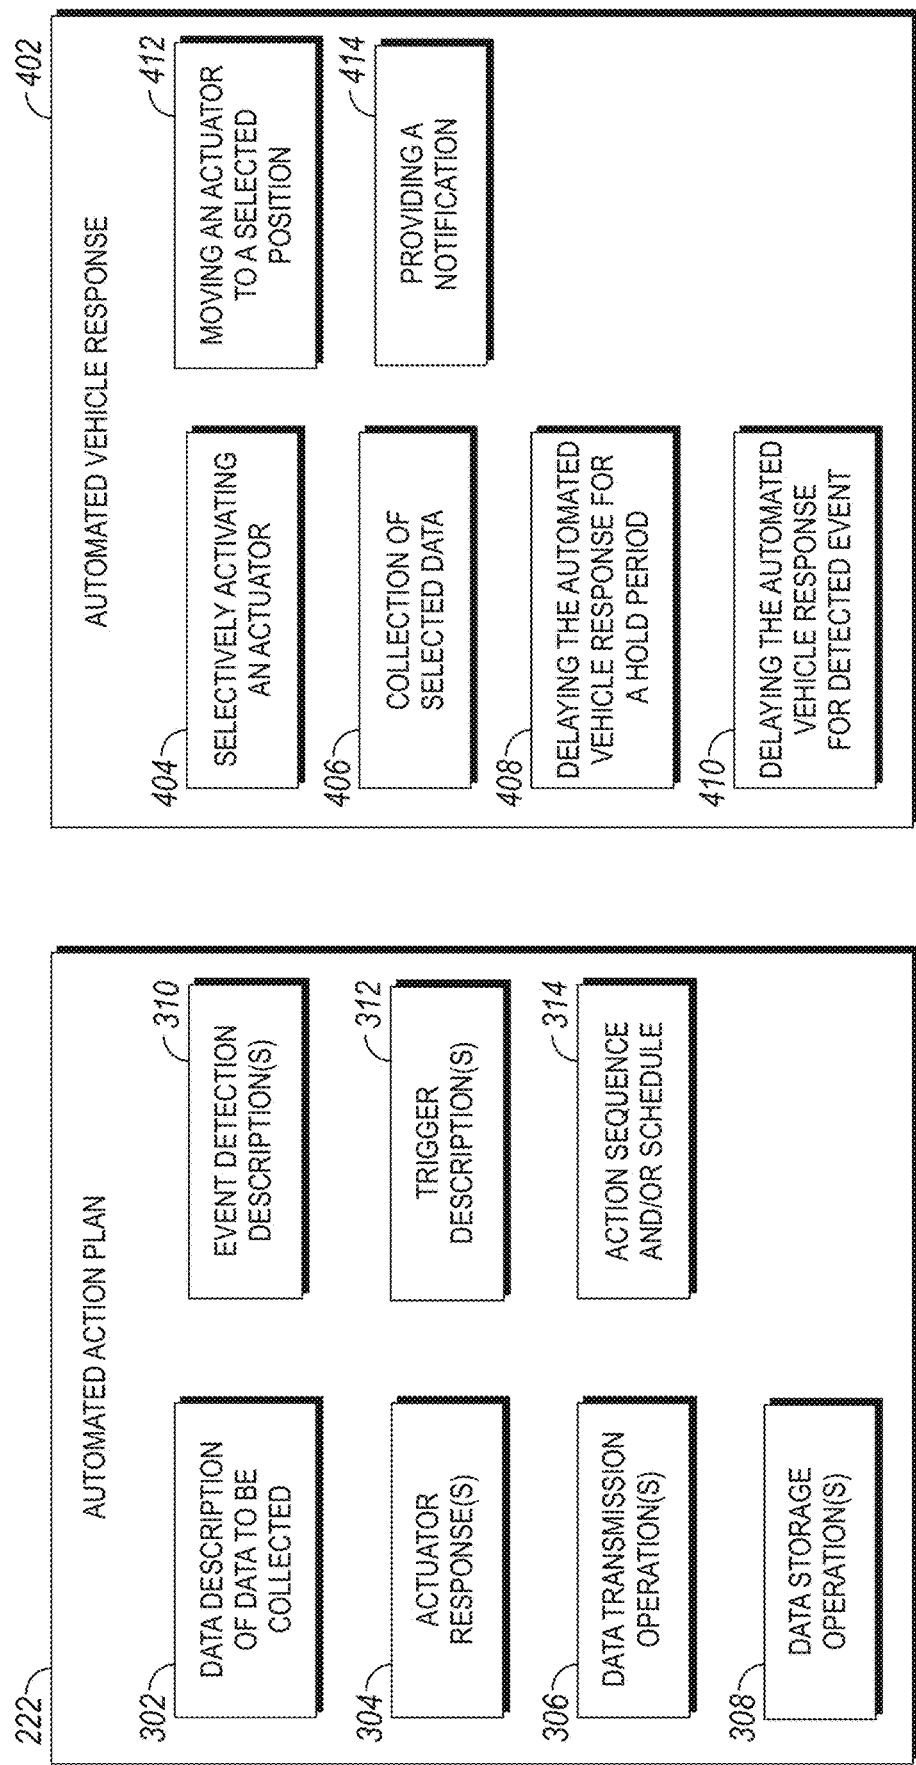 222
AUTOMATED ACTION PLAN
302
DATA DESCRIPTION
OF DATA TO BE
COLLECTED
304
ACTUATOR
RESPONSE(S)
306
DATA TRANSMISSION
OPERATION(S)
308
DATA STORAGE
OPERATION(S)
310
EVENT DETECTION
DESCRIPTION(S)
312
TRIGGER
DESCRIPTION(S)
314
ACTION SEQUENCE
AND/OR SCHEDULE
402
AUTOMATED VEHICLE RESPONSE
404
SELECTIVELY ACTIVATING
AN ACTUATOR
406
COLLECTION OF
SELECTED DATA
408
DELAYING THE AUTOMATED
VEHICLE RESPONSE FOR
A HOLD PERIOD
410
DELAYING THE AUTOMATED
VEHICLE RESPONSE
FOR DETECTED EVENT
412
MOVING AN ACTUATOR
TO A SELECTED
POSITION
414
PROVIDING A
NOTIFICATION